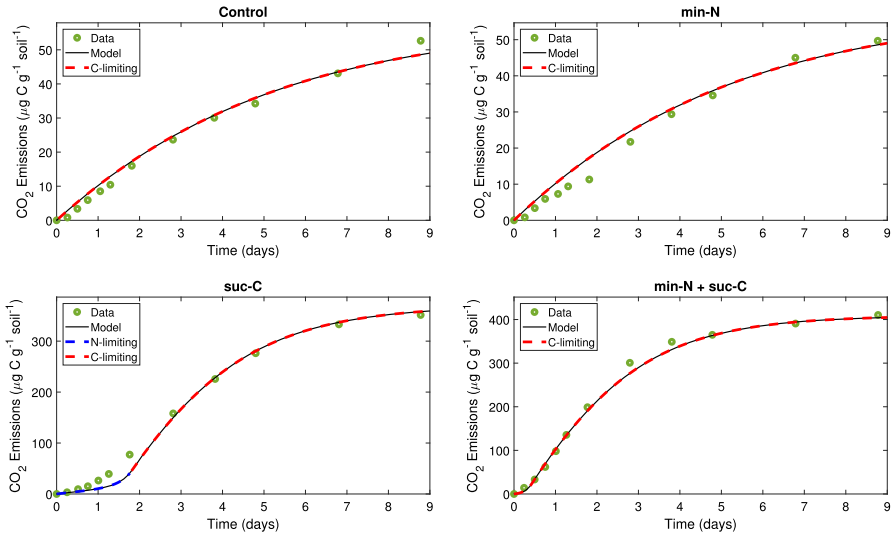 Control
CO2 Emissions (μg C g-1 soil-1)
50
40
30
20
10
0
Data
Model
C-limiting
0 1 2 3 4 5 6 7 8 9
Time (days)
min-N
CO2 Emissions (μg C g-1 soil-1)
50
40
30
20
10
0
Data
Model
C-limiting
0 1 2 3 4 5 6 7 8 9
Time (days)
suc-C
CO2 Emissions (μg C g-1 soil-1)
300
200
100
0
Data
Model
N-limiting
C-limiting
0 1 2 3 4 5 6 7 8 9
Time (days)
min-N + suc-C
CO2 Emissions (μg C g-1 soil-1)
400
300
200
100
0
Data
Model
C-limiting
0 1 2 3 4 5 6 7 8 9
Time (days)